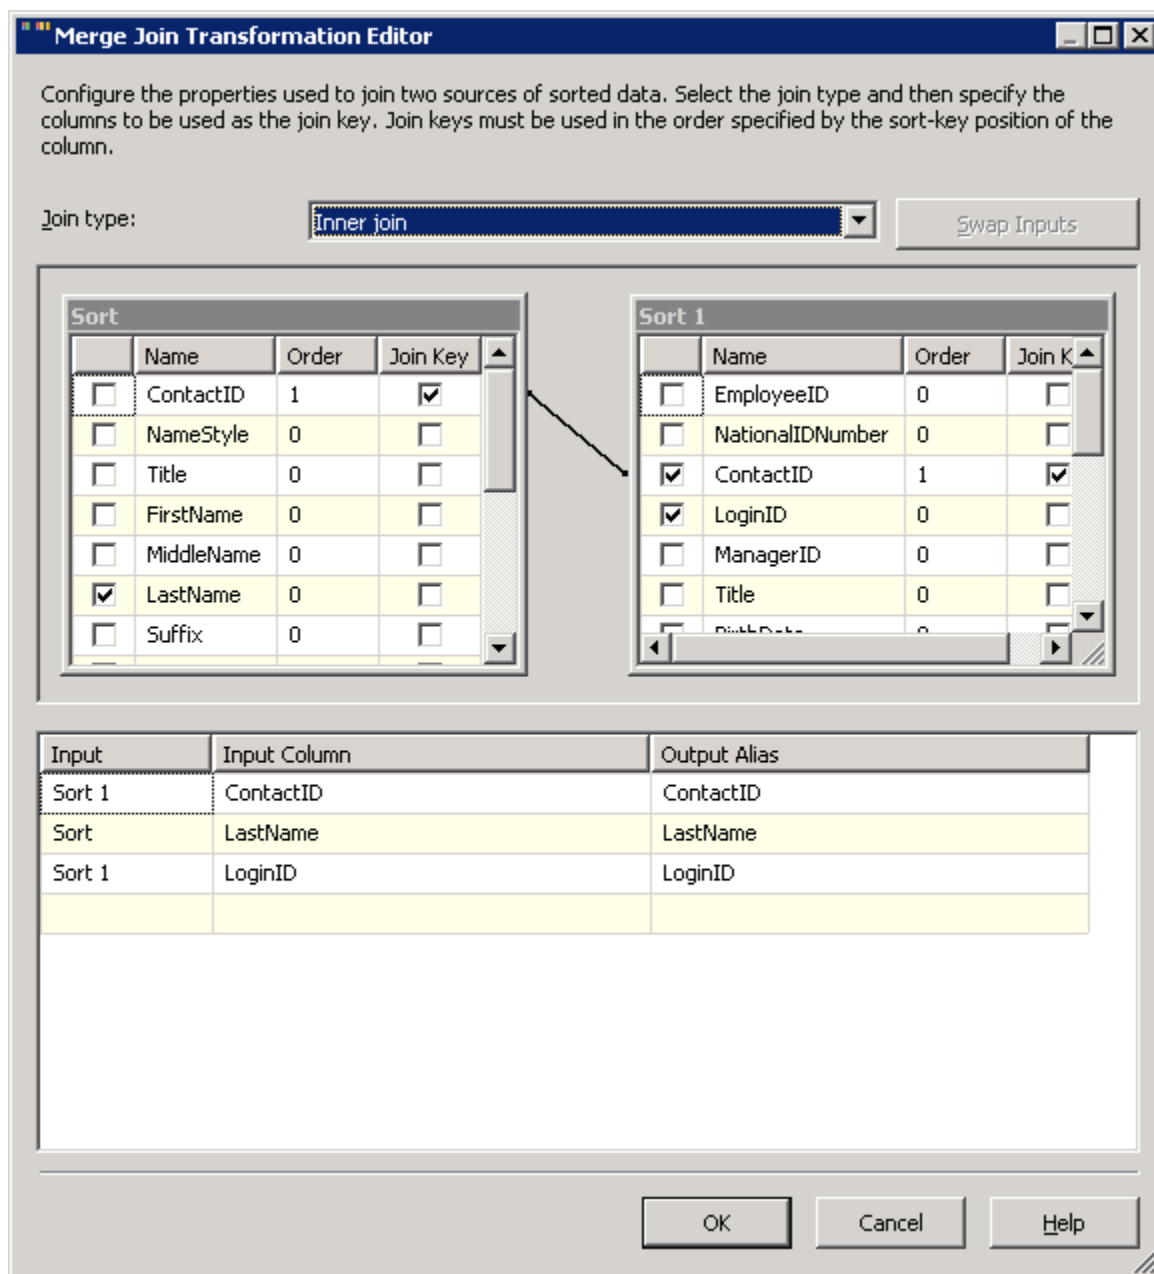 Merge Join Transformation Editor
Configure the properties used to join two sources of sorted data. Select the join type and then specify the
columns to be used as the join key. Join keys must be used in the order specified by the sort-key position of the
column.
Join type:
Inner join
Swap Inputs
Sort
Name Order Join Key
ContactID 1
NameStyle 0
Title 0
FirstName 0
MiddleName 0
LastName 0
Suffix 0
Sort 1
Name Order Join K
EmployeeID 0
NationalIDNumber 0
ContactID 1
LoginID 0
ManagerID 0
Title 0
BirthDate 0
Input Input Column Output Alias
Sort 1 ContactID ContactID
Sort LastName LastName
Sort 1 LoginID LoginID
OK Cancel Help